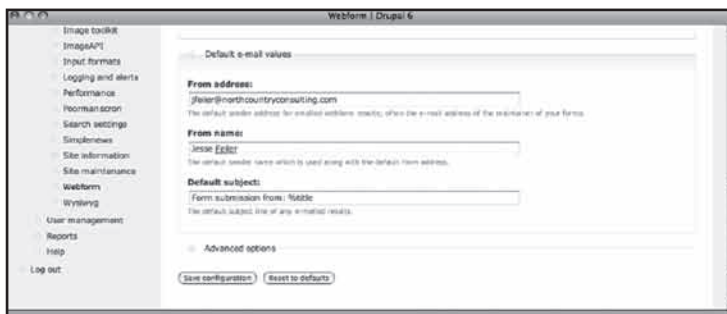 Webform | Drupal 6
Image toolkit
ImageAPI
Input formats
Logging and alerts
Performance
Poormanscron
Search settings
Simplenews
Site information
Site maintenance
Webform
Wysiwyg
User management
Reports
Help
Log out
Default e-mail values
From address:
jfeiler@northcountryconsulting.com
The default sender address for emailed webform results; often the e-mail address of the maintainer of your forms.
From name:
Jesse Feiler
The default sender name which is used along with the default from address.
Default subject:
Form submission from: %title
The default subject line of any e-mailed results.
Advanced options
Save configuration
Reset to defaults